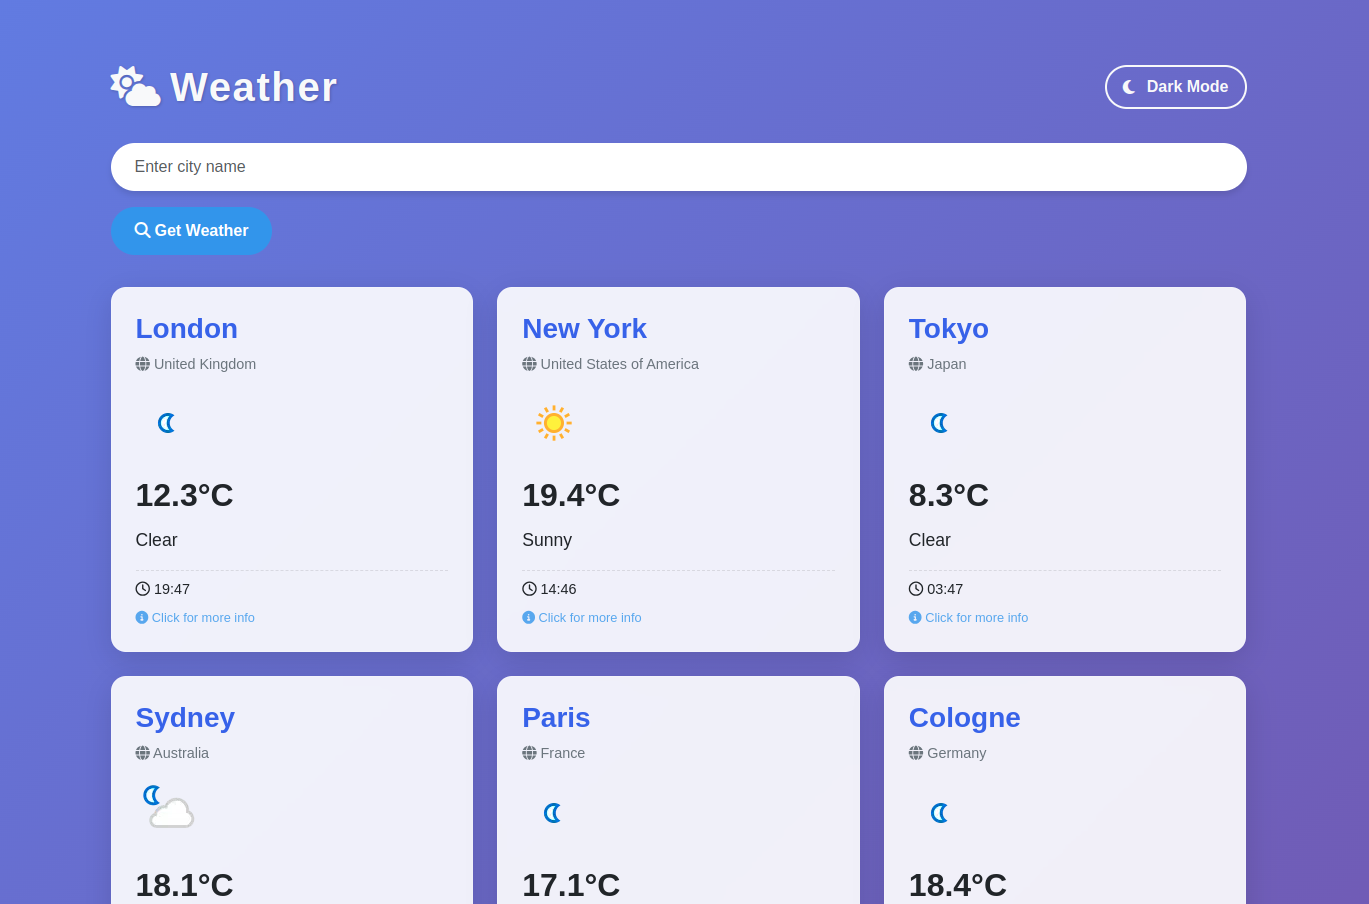 Weather
Dark Mode
Enter city name
Get Weather
London
United Kingdom
12.3°C
Clear
19:47
Click for more info
New York
United States of America
19.4°C
Sunny
14:46
Click for more info
Tokyo
Japan
8.3°C
Clear
03:47
Click for more info
Sydney
Australia
18.1°C
Paris
France
17.1°C
Cologne
Germany
18.4°C